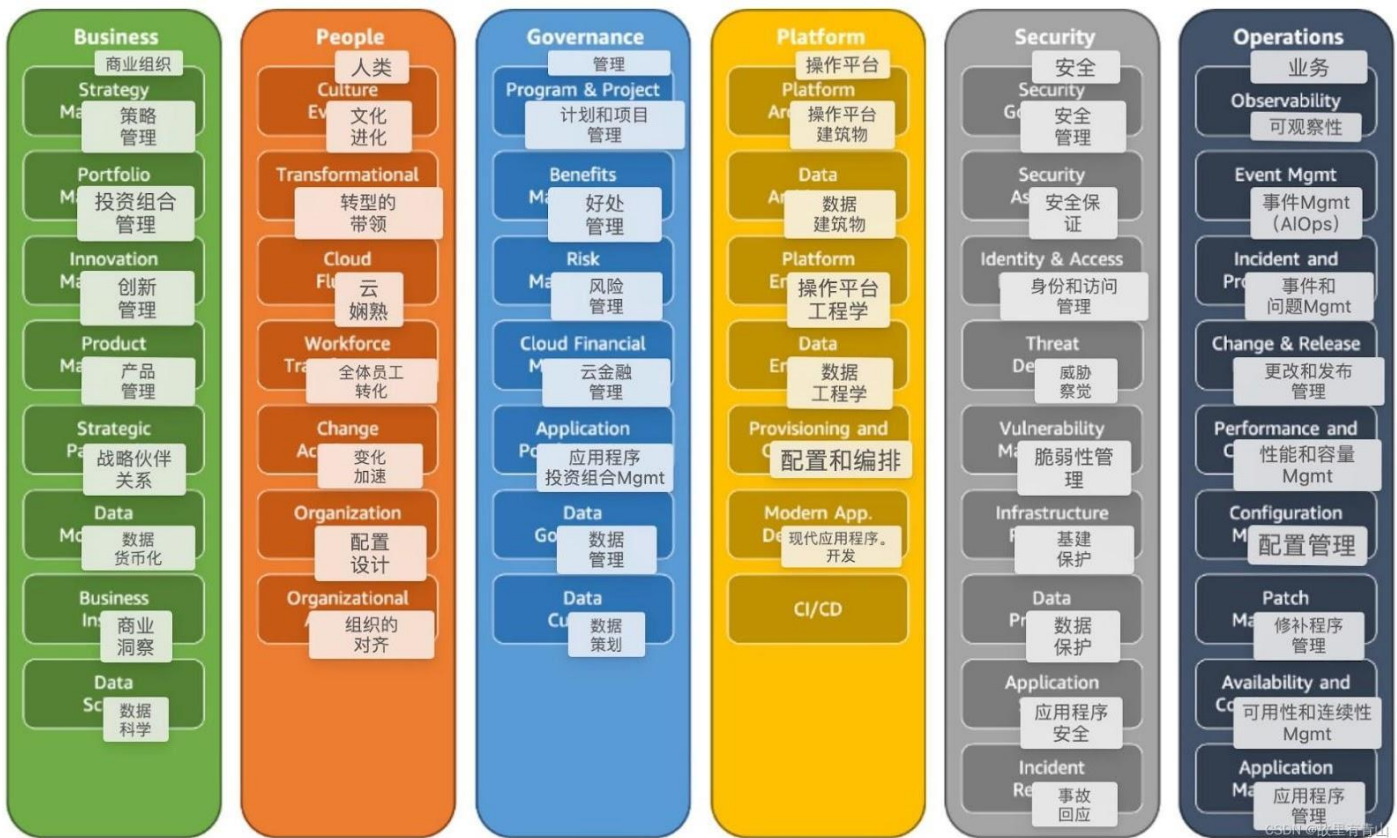 Business
商业组织
Strategy
策略
管理
Portfolio
投资组合
管理
Innovation
创新
管理
Product
产品
管理
Strategic
战略伙伴
关系
Data
数据
货币化
Business
商业
洞察
Data
数据
科学
People
人类
Culture
文化
进化
Transformational
转型的
带领
Cloud
云
娴熟
Workforce
全体员工
转化
Change
变化
加速
Organization
配置
设计
Organizational
组织的
对齐
Governance
管理
Program & Project
计划和项目
管理
Benefits
好处
管理
Risk
风险
管理
Cloud Financial
云金融
管理
Application
应用程序
投资组合Mgmt
Data
数据
管理
Data
数据
策划
Platform
操作平台
Platform
操作平台
建筑物
Data
数据
建筑物
Platform
操作平台
工程学
Data
数据
工程学
Provisioning and
配置和编排
Modern App.
现代应用程序。
开发
CI/CD
Security
安全
Security
安全
管理
Security
安全保
证
Identity & Access
身份和访问
管理
Threat
威胁
察觉
Vulnerability
脆弱性管
理
Infrastructure
基建
保护
Data
数据
保护
Application
应用程序
安全
Incident
事故
回应
Operations
业务
Observability
可观察性
Event Mgmt
事件Mgmt
（AlOps）
Incident and
事件和
问题Mgmt
Change & Release
更改和发布
管理
Performance and
性能和容量
Mgmt
Configuration
配置管理
Patch
修补程序
管理
Availability and
可用性和连续性
Mgmt
Application
应用程序
管理
CSDN @故里有青山